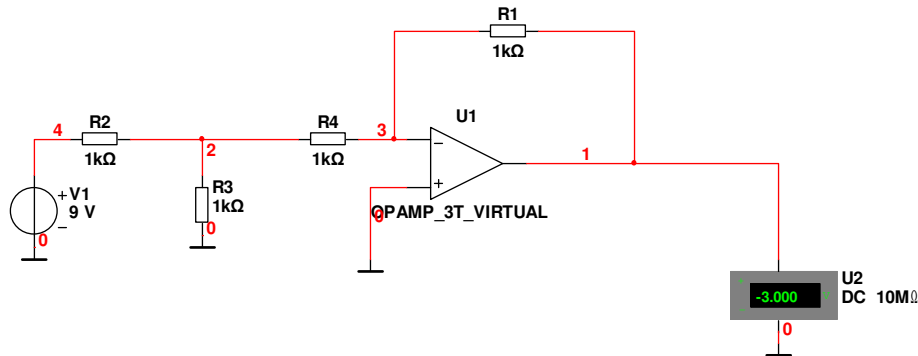 R1
1kΩ
U1
4
R2
1kΩ
2
R4
1kΩ
3
1
V1
9 V
0
R3
1kΩ
0
0
OPAMP_3T_VIRTUAL
-3.000
U2
DC 10MΩ
0